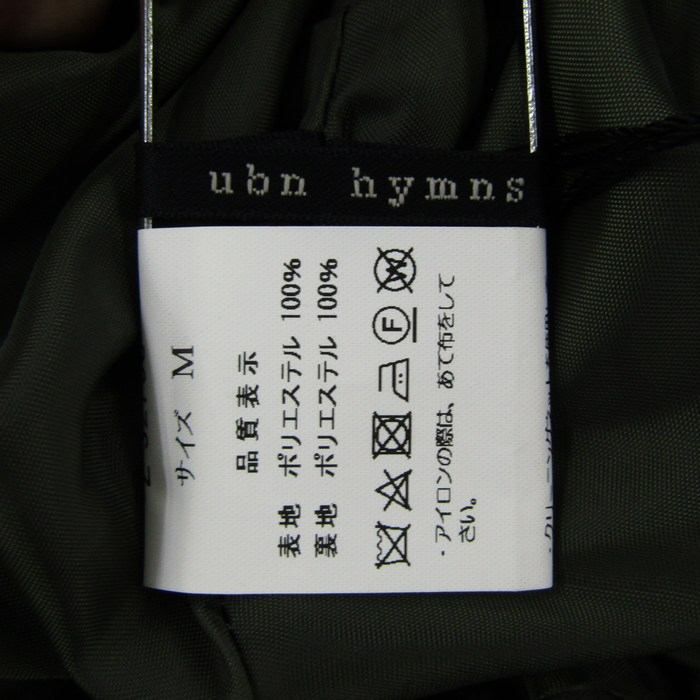 ubn hymns
サイズ M
品質表示
表地 ポリエステル 100%
裏地 ポリエステル 100%
F
W
・アイロンの際は、あて布をして
さい。